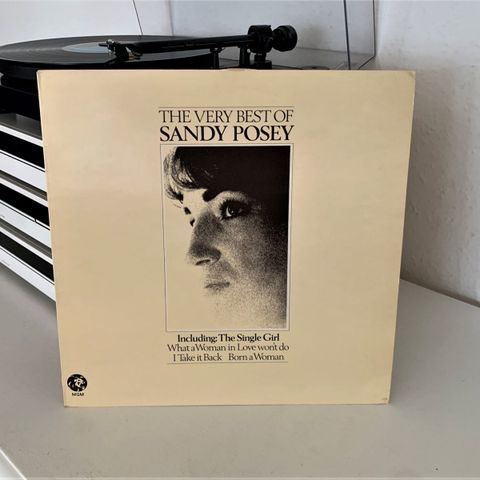 THE VERY BEST OF
SANDY POSEY
Including: The Single Girl
What a Woman in Love won't do
I Take it Back Born a Woman
MGM